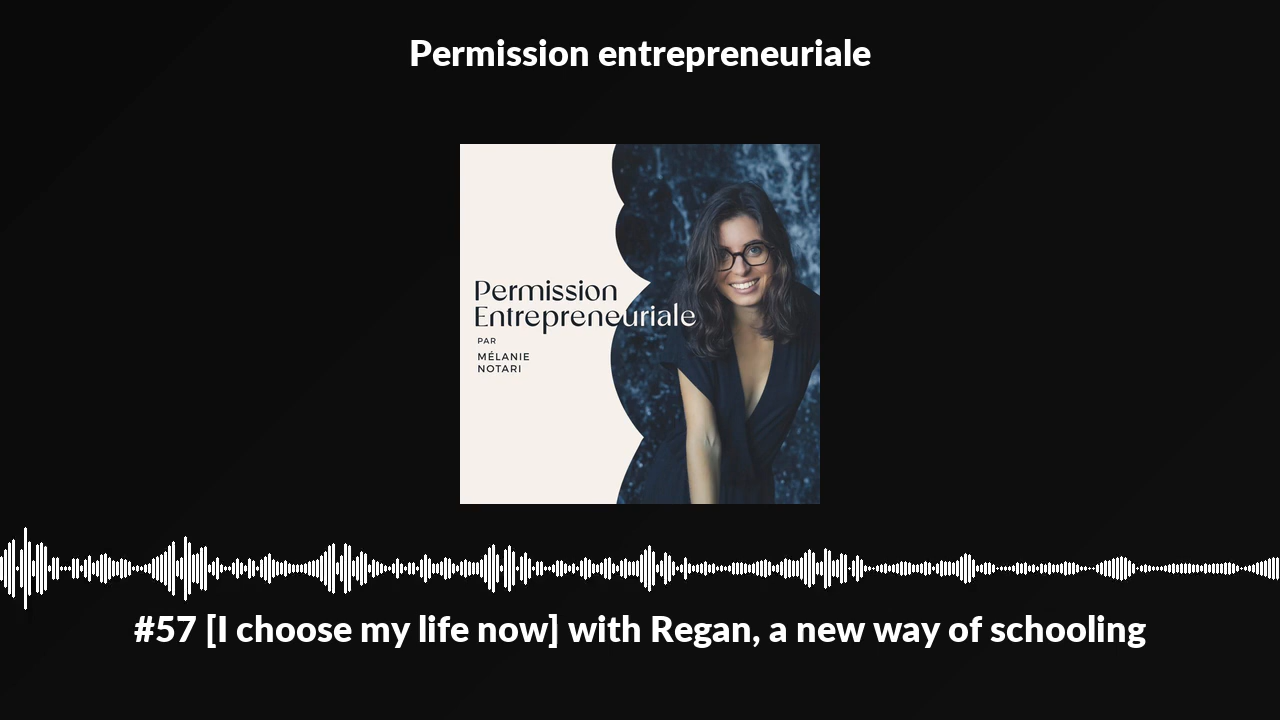 Permission entrepreneuriale
Permission
Entrepreneuriale
PAR
MÉLANIE
NOTARI
#57 [I choose my life now] with Regan, a new way of schooling